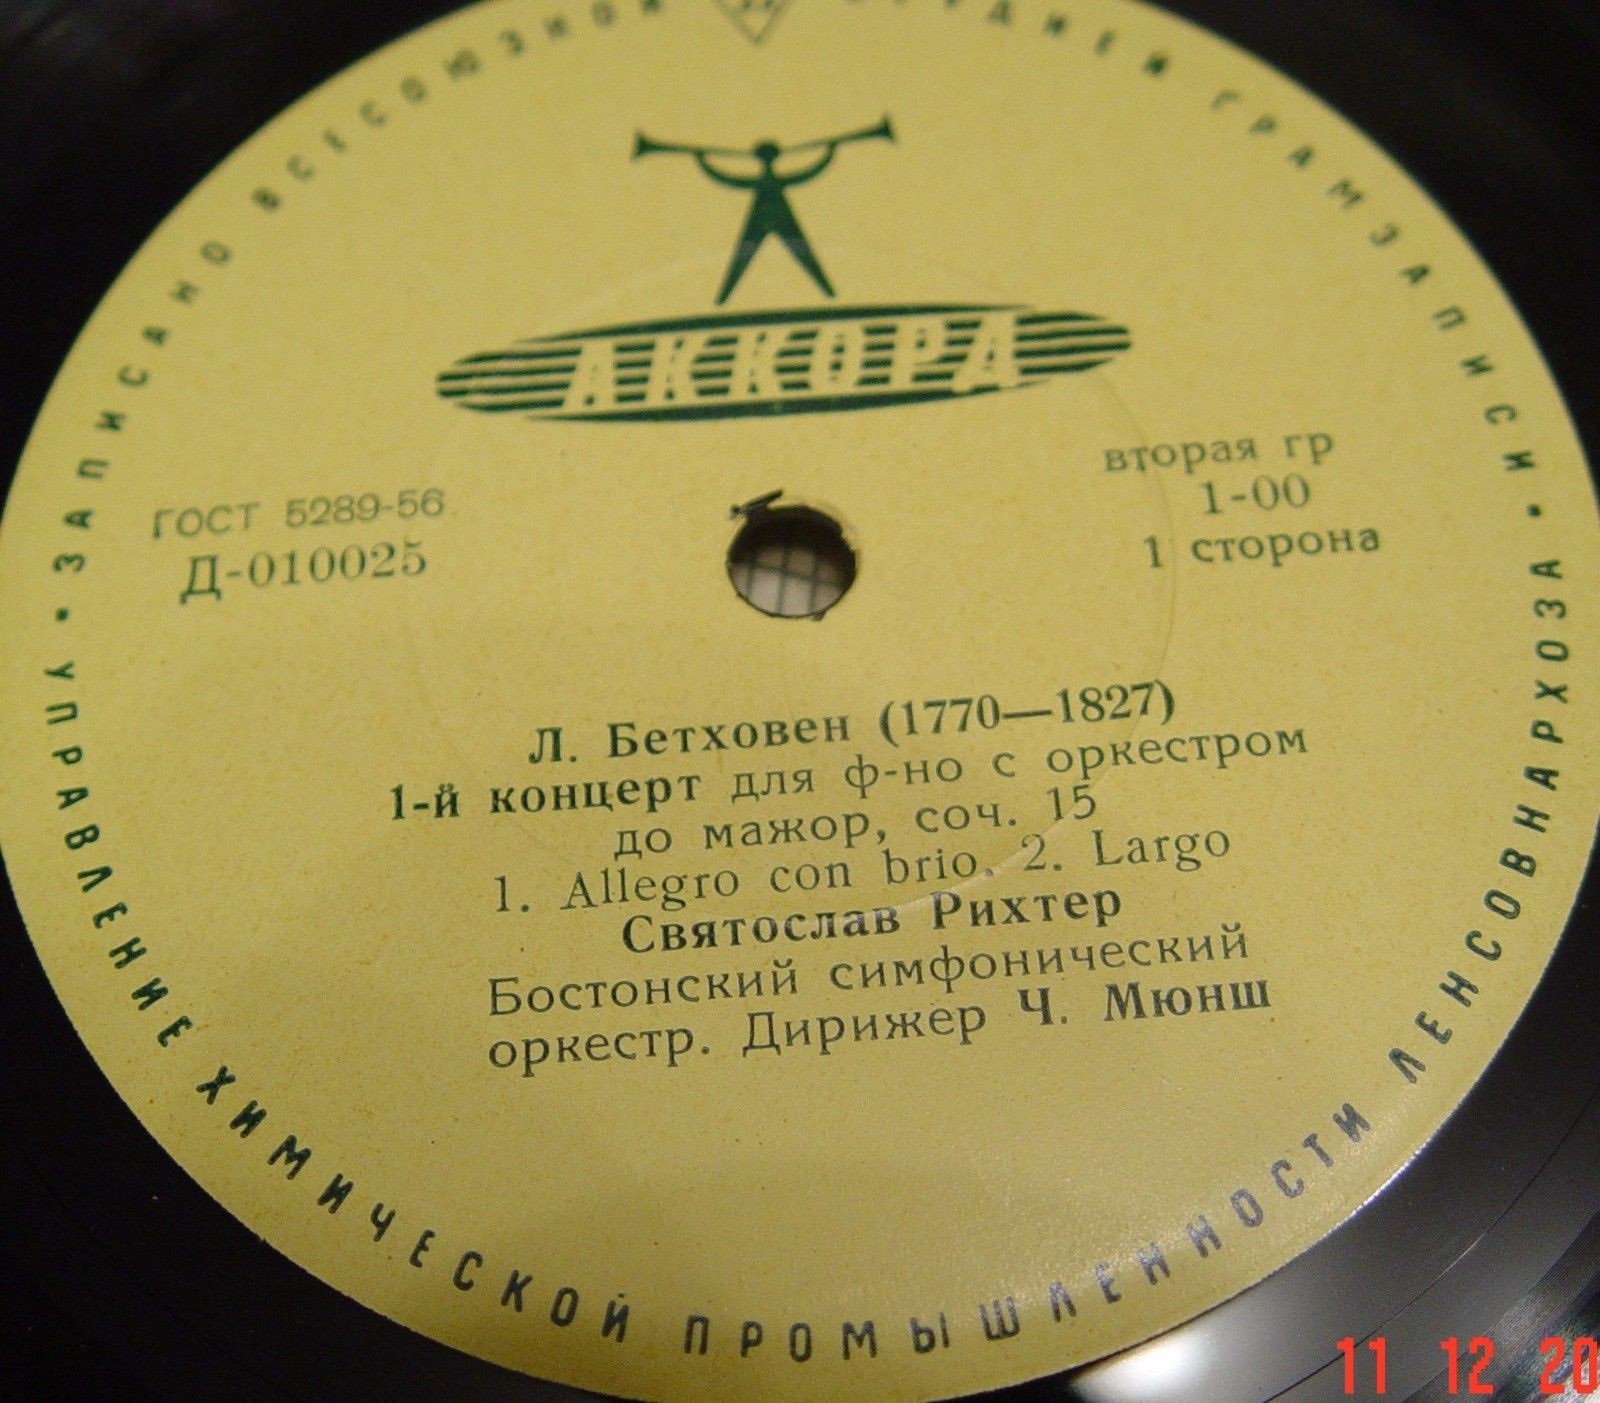 ЗАПИСАНО ВСЕСОЮЗНОЙ СТУДИЕЙ ГРАМЗАПИСИ
АККОРД
ГОСТ 5289-56
Д-010025
вторая гр
1-00
1 сторона
Л. Бетховен (1770—1827)
1-й концерт для ф-но с оркестром
до мажор, соч. 15
1. Allegro con brio. 2. Largo
Святослав Рихтер
Бостонский симфонический
оркестр. Дирижер Ч. Мюнш
УПРАВЛЕНИЕ ХИМИЧЕСКОЙ ПРОМЫШЛЕННОСТИ ЛЕНСОВНАРХОЗА
11 12 20